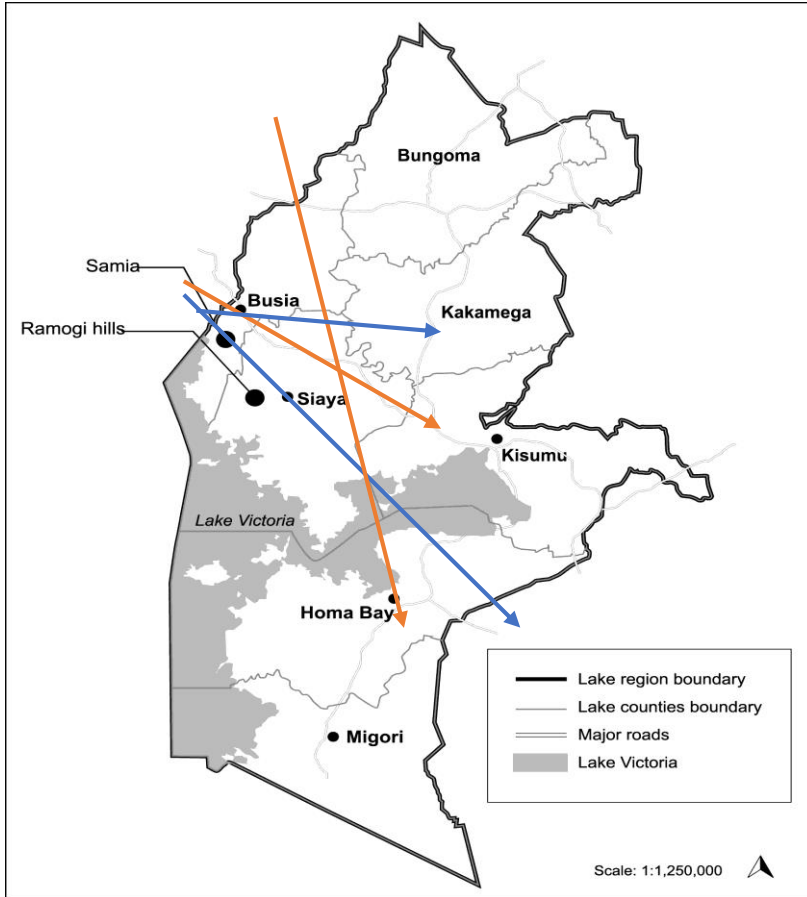 Bungoma
Samia
Busia
Kakamega
Ramogi hills
Siaya
Kisumu
Lake Victoria
Homa Bay
Migori
Lake region boundary
Lake counties boundary
Major roads
Lake Victoria
Scale: 1:1,250,000